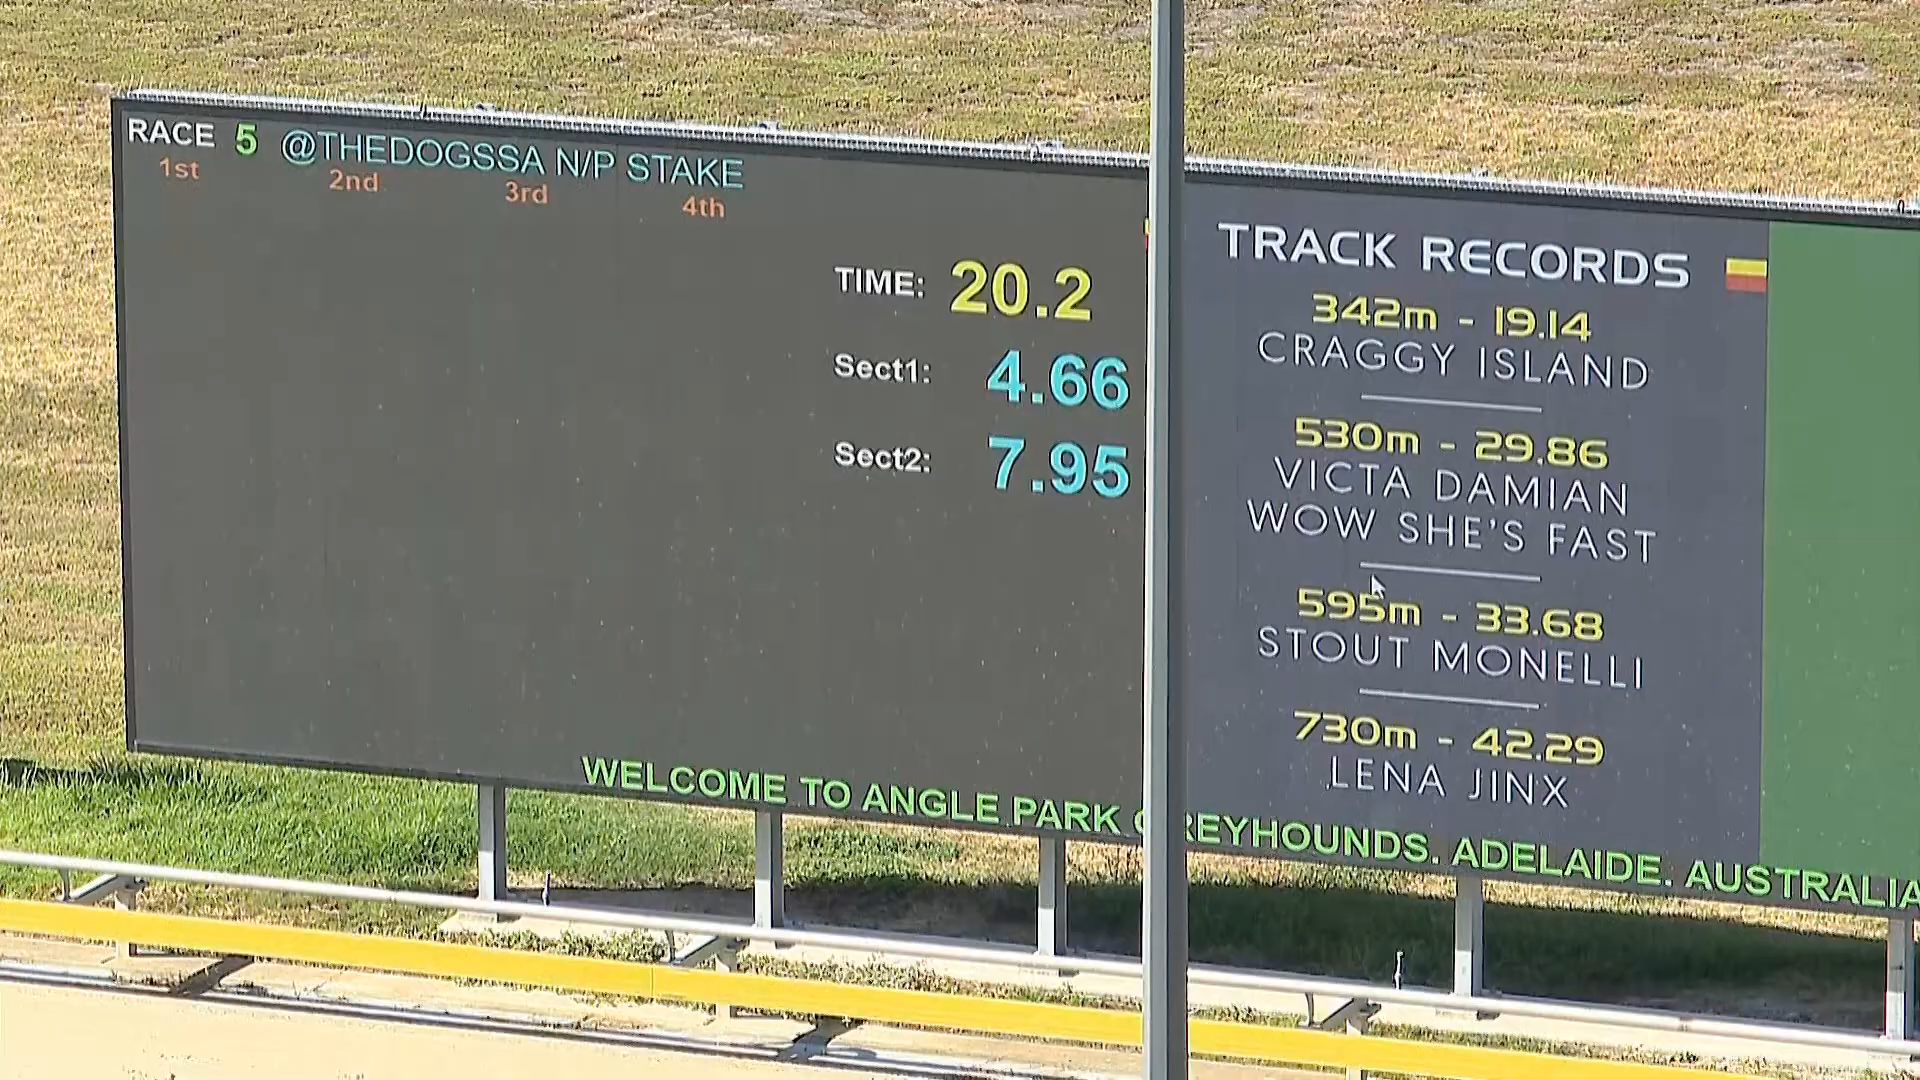 RACE 5 @THEDOGSSA N/P STAKE
1st 2nd 3rd 4th
TIME: 20.2
Sect1: 4.66
Sect2: 7.95
TRACK RECORDS
342m - 19.14
CRAGGY ISLAND
530m - 29.86
VICTA DAMIAN
WOW SHE'S FAST
595m - 33.68
STOUT MONELLI
730m - 42.29
LENA JINX
WELCOME TO ANGLE PARK GREYHOUNDS. ADELAIDE. AUSTRALIA